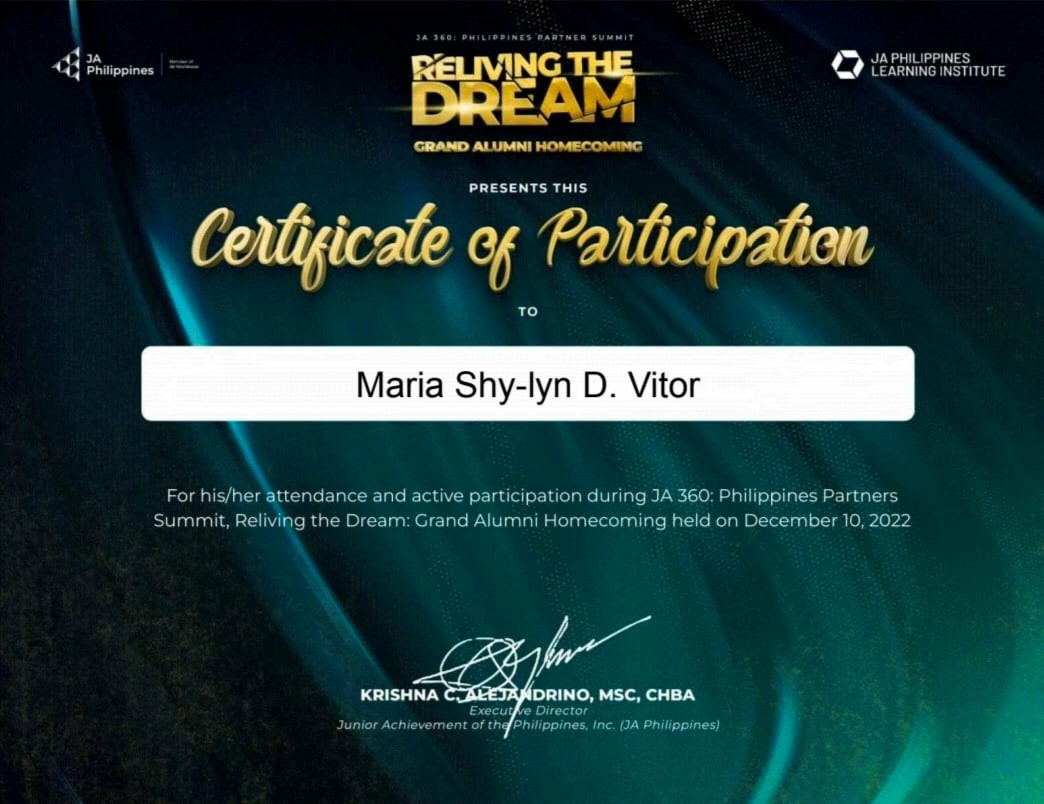 JA 360: PHILIPPINES PARTNER SUMMIT
JA
Philippines
Member of
JA Worldwide
RELIVING THE
DREAM
GRAND ALUMNI HOMECOMING
JA PHILIPPINES
LEARNING INSTITUTE
PRESENTS THIS
Certificate of Participation
TO
Maria Shy-lyn D. Vitor
For his/her attendance and active participation during JA 360: Philippines Partners
Summit, Reliving the Dream: Grand Alumni Homecoming held on December 10, 2022
KRISHNA C. ALEJANDRINO, MSC, CHBA
Executive Director
Junior Achievement of the Philippines, Inc. (JA Philippines)